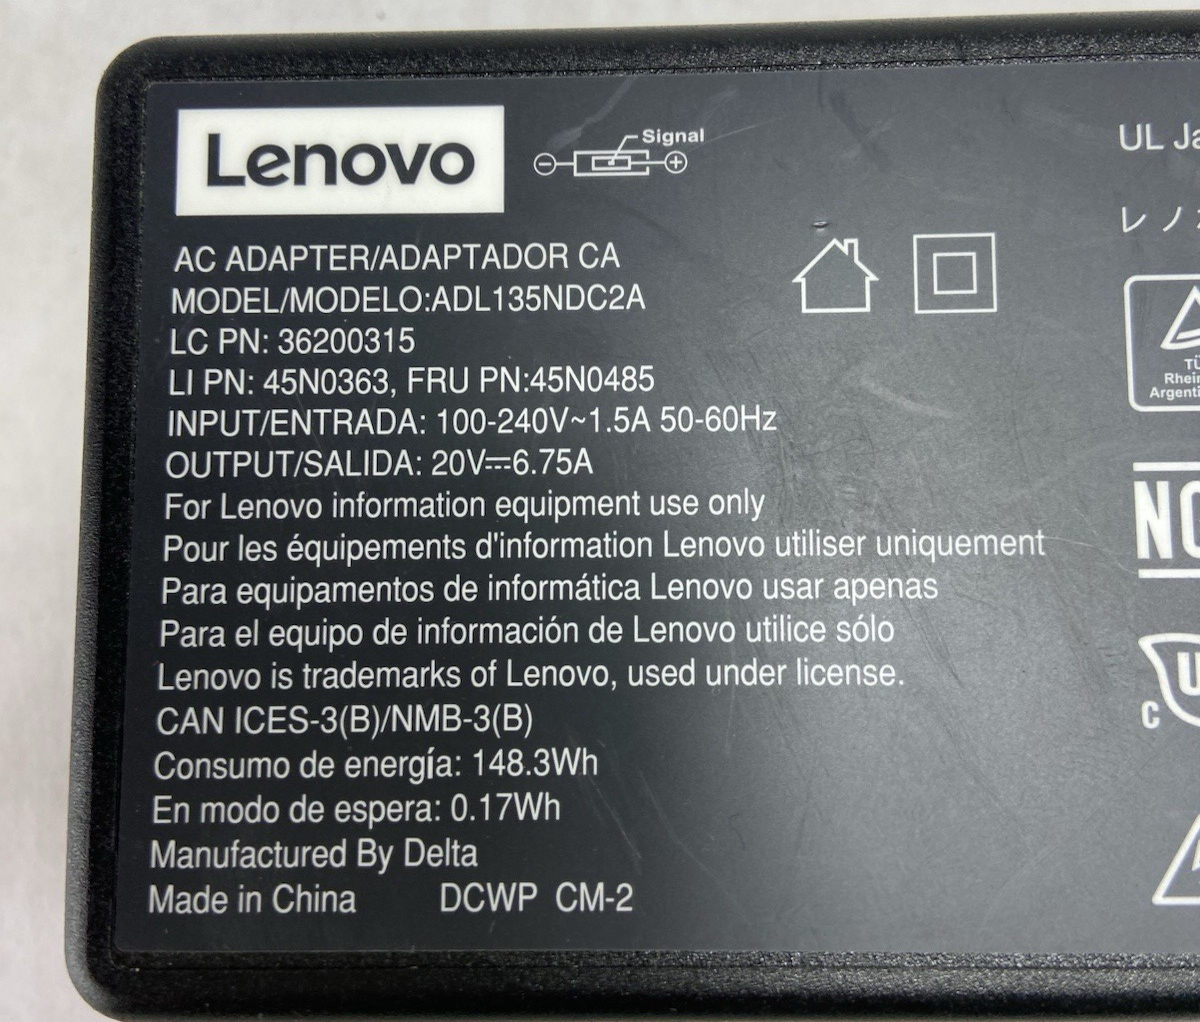 Lenovo
Signal
AC ADAPTER/ADAPTADOR CA
MODEL/MODELO:ADL135NDC2A
LC PN: 36200315
LI PN: 45N0363, FRU PN:45N0485
INPUT/ENTRADA: 100-240V~1.5A 50-60Hz
OUTPUT/SALIDA: 20V⎓6.75A
For Lenovo information equipment use only
Pour les équipements d'information Lenovo utiliser uniquement
Para equipamentos de informática Lenovo usar apenas
Para el equipo de información de Lenovo utilice sólo
Lenovo is trademarks of Lenovo, used under license.
CAN ICES-3(B)/NMB-3(B)
Consumo de energía: 148.3Wh
En modo de espera: 0.17Wh
Manufactured By Delta
Made in China DCWP CM-2
UL
C